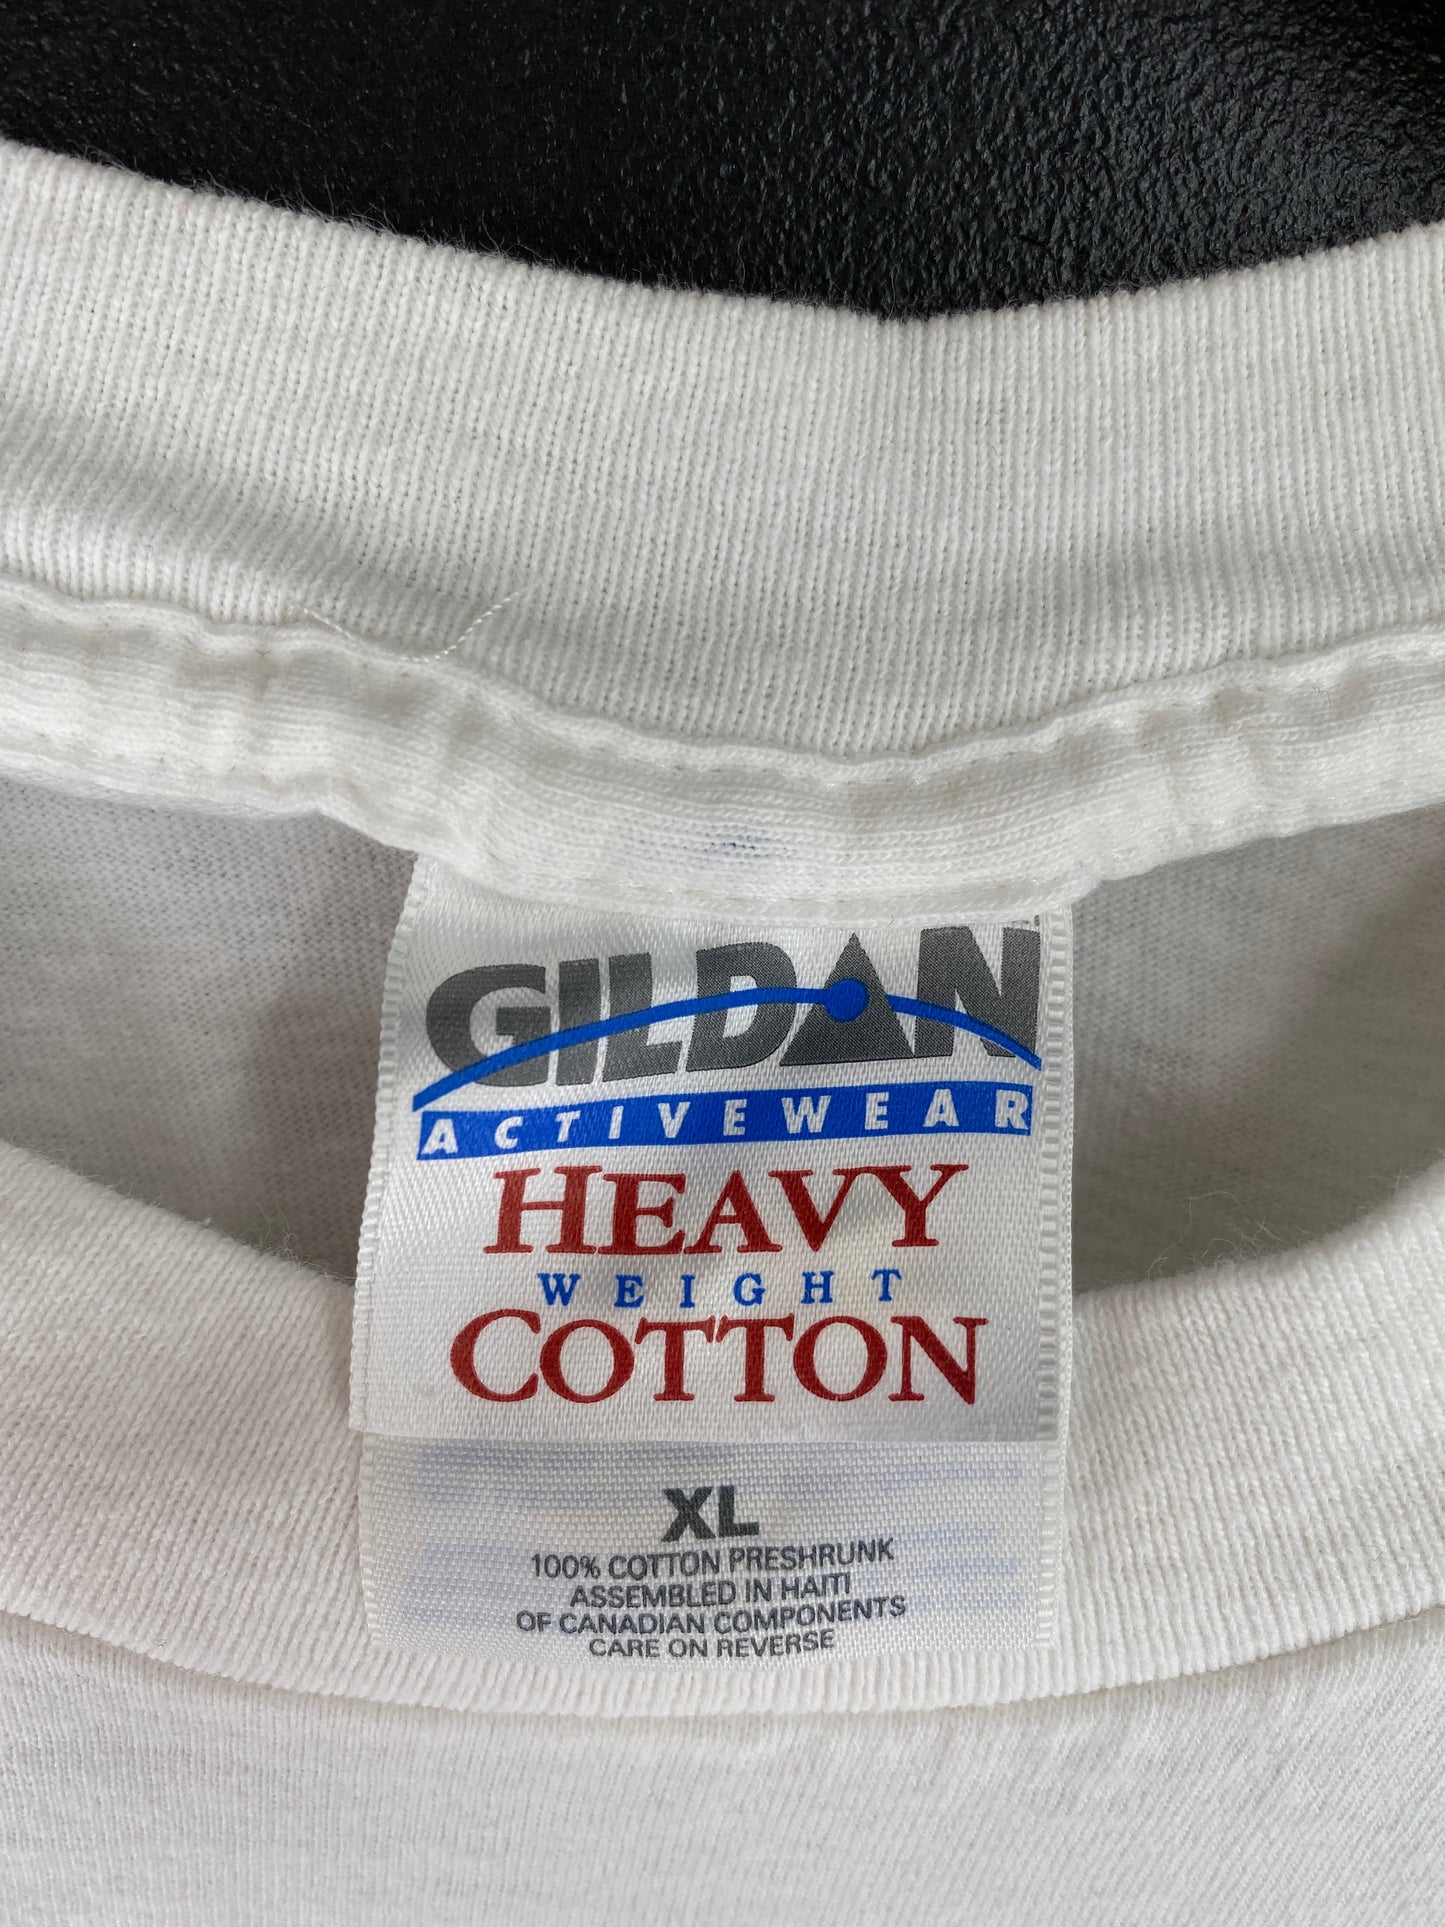 GILDAN
ACTIVEWEAR
HEAVY
WEIGHT
COTTON
XL
100% COTTON PRESHRUNK
ASSEMBLED IN HAITI
OF CANADIAN COMPONENTS
CARE ON REVERSE